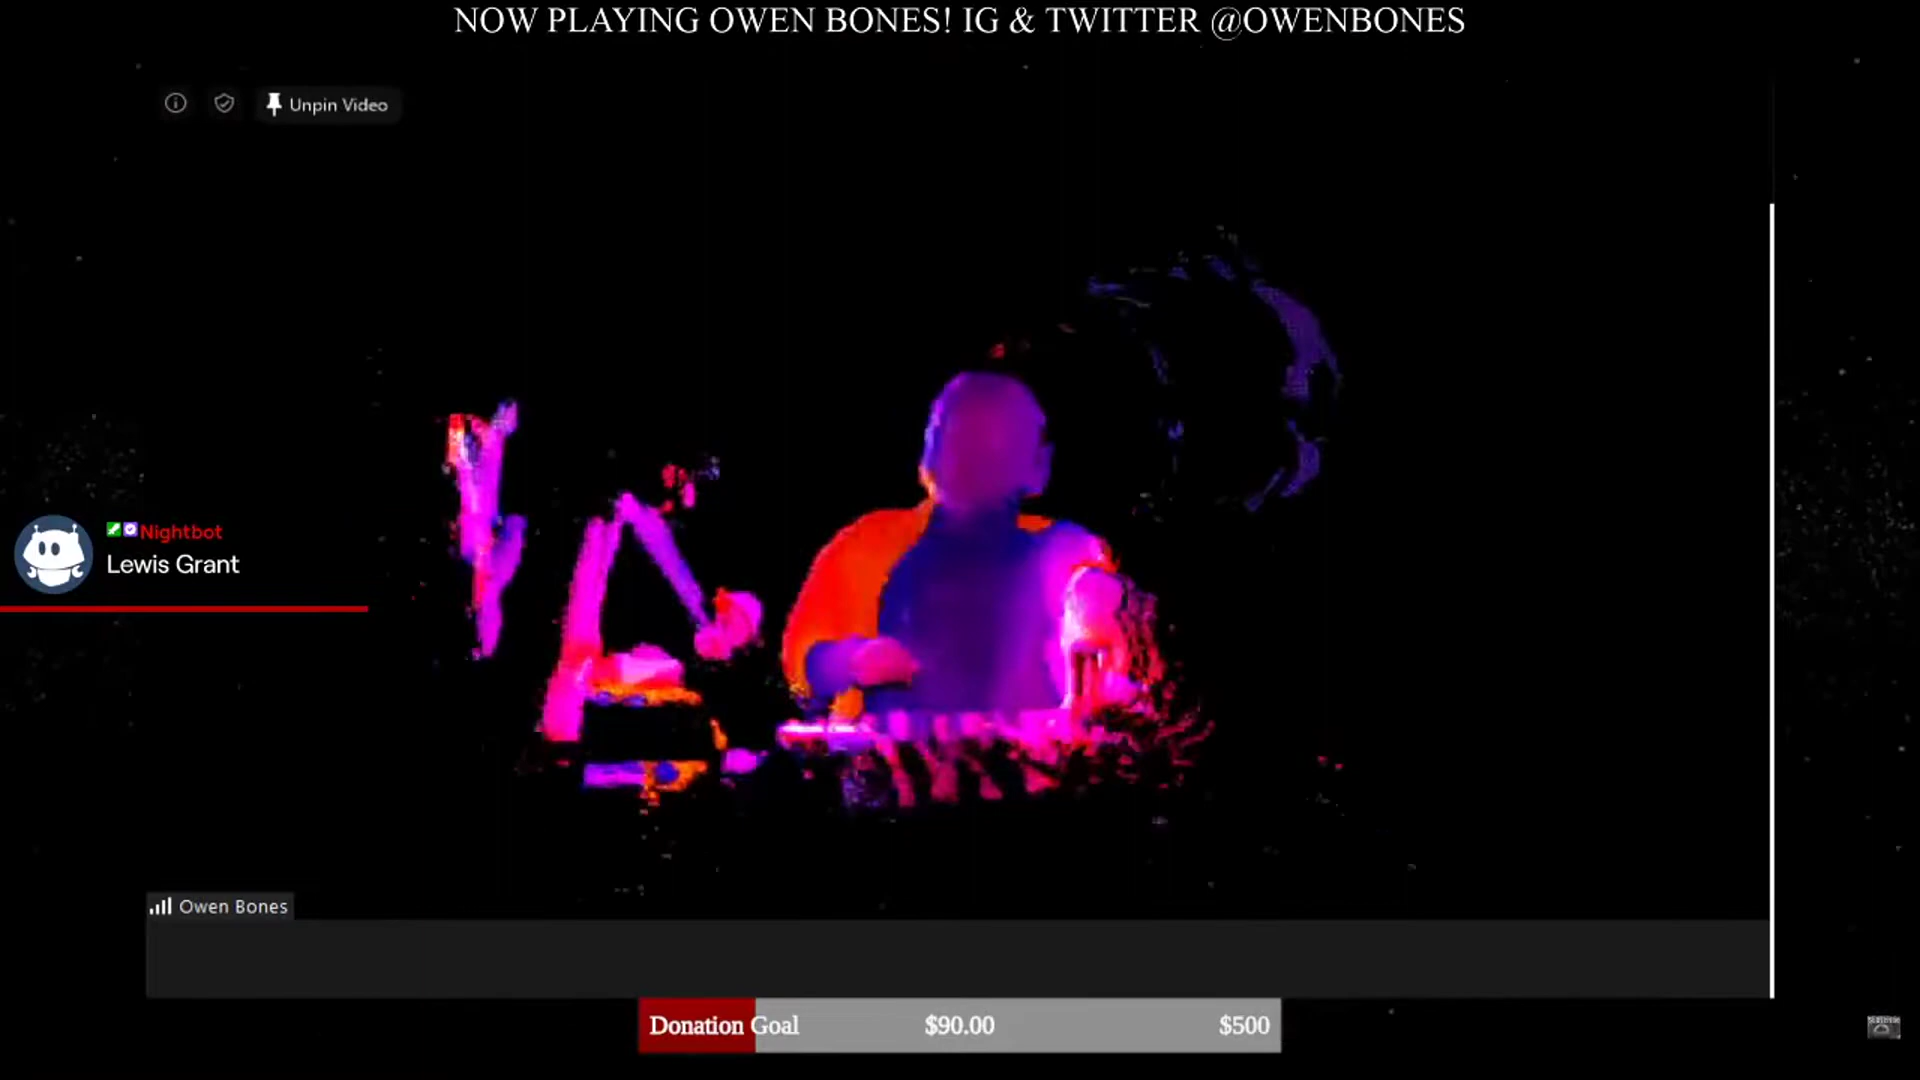 NOW PLAYING OWEN BONES! IG & TWITTER @OWENBONES
Unpin Video
Nightbot
Lewis Grant
Owen Bones
Donation Goal $90.00 $500